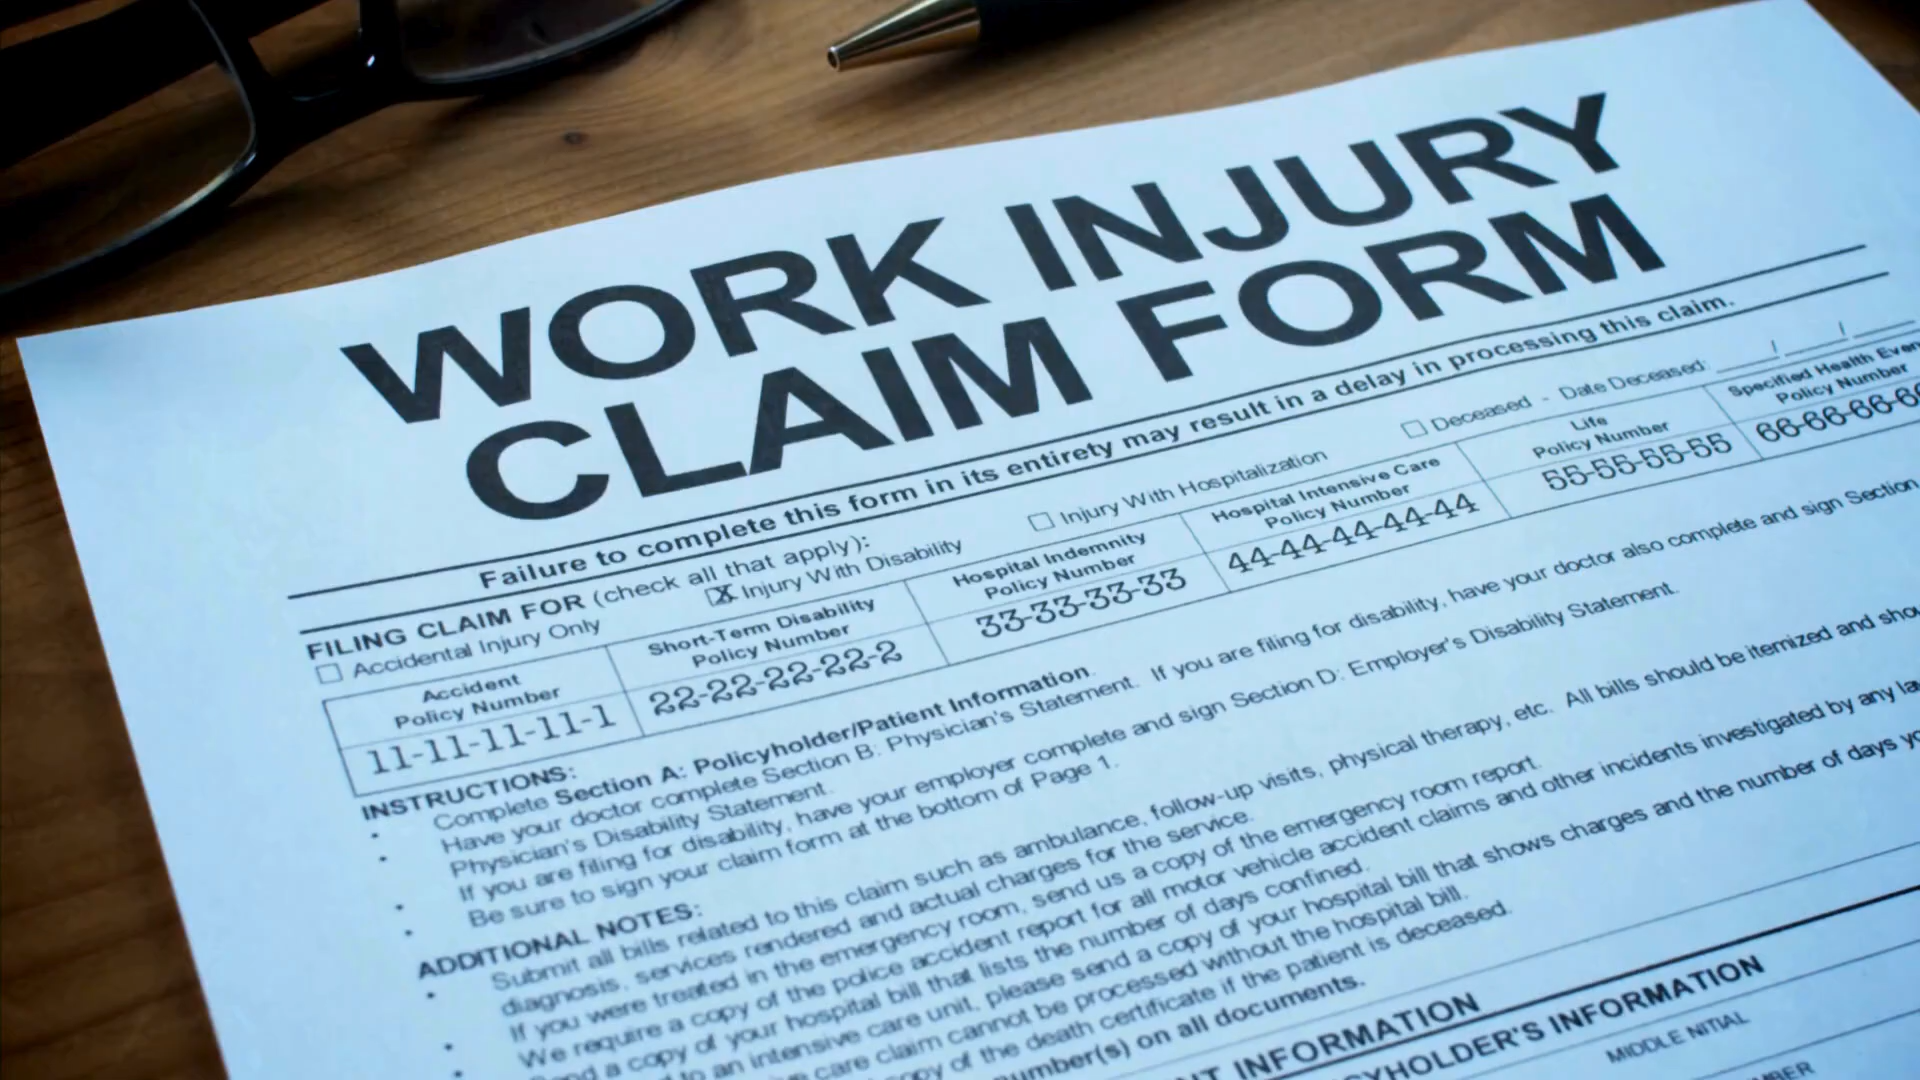 WORK INJURY
CLAIM FORM
Failure to complete this form in its entirety may result in a delay in processing this claim.
FILING CLAIM FOR (check all that apply):
Accidental Injury Only
X Injury With Disability
Injury With Hospitalization
Deceased - Date Deceased: / /
Accident
Policy Number
11-11-11-11-1
Short-Term Disability
Policy Number
22-22-22-22-2
Hospital Indemnity
Policy Number
33-33-33-33
Hospital Intensive Care
Policy Number
44-44-44-44-44
Life
Policy Number
55-55-55-55
Specified Health
Policy Number
66-66-66-6
INSTRUCTIONS:
• Complete Section A: Policyholder/Patient Information.
• Have your doctor complete Section B: Physician's Statement. If you are filing for disability, have your doctor also complete and sign Section
Physician's Disability Statement.
• If you are filing for disability, have your employer complete and sign Section D: Employer's Disability Statement.
• Be sure to sign your claim form at the bottom of Page 1.
ADDITIONAL NOTES:
• Submit all bills related to this claim such as ambulance, follow-up visits, physical therapy, etc. All bills should be itemized and
diagnosis, services rendered and actual charges for the service.
• If you were treated in the emergency room, send us a copy of the emergency room report.
• We require a copy of the police accident report for all motor vehicle accident claims and other incidents investigated by any
a copy of your hospital bill that lists the number of days confined.
to an intensive care unit, please send a copy of your hospital bill that shows charges and the number of days
care claim cannot be processed without the hospital bill.
of the death certificate if the patient is deceased.
number(s) on all documents.
INFORMATION
INFORMATION
MIDDLE NITIAL